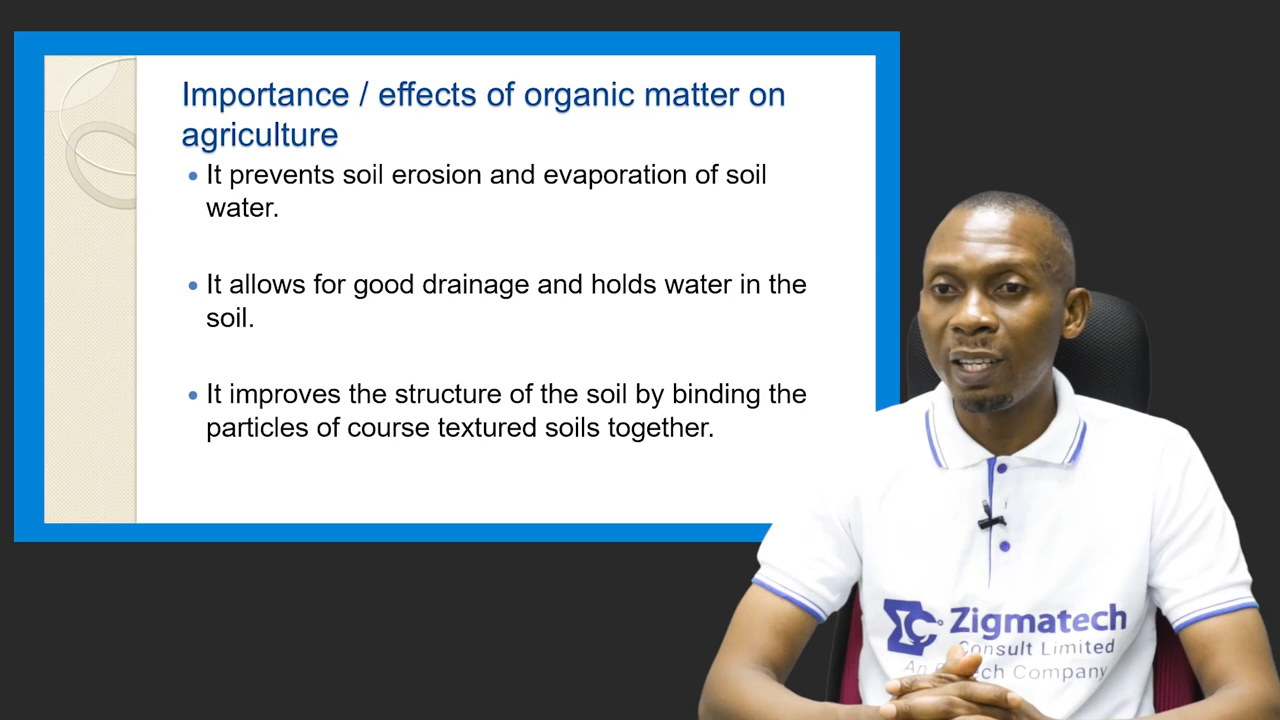 Importance / effects of organic matter on
agriculture
• It prevents soil erosion and evaporation of soil
water.
• It allows for good drainage and holds water in the
soil.
• It improves the structure of the soil by binding the
particles of course textured soils together.
Zigmatech
Consult Limited
An Company